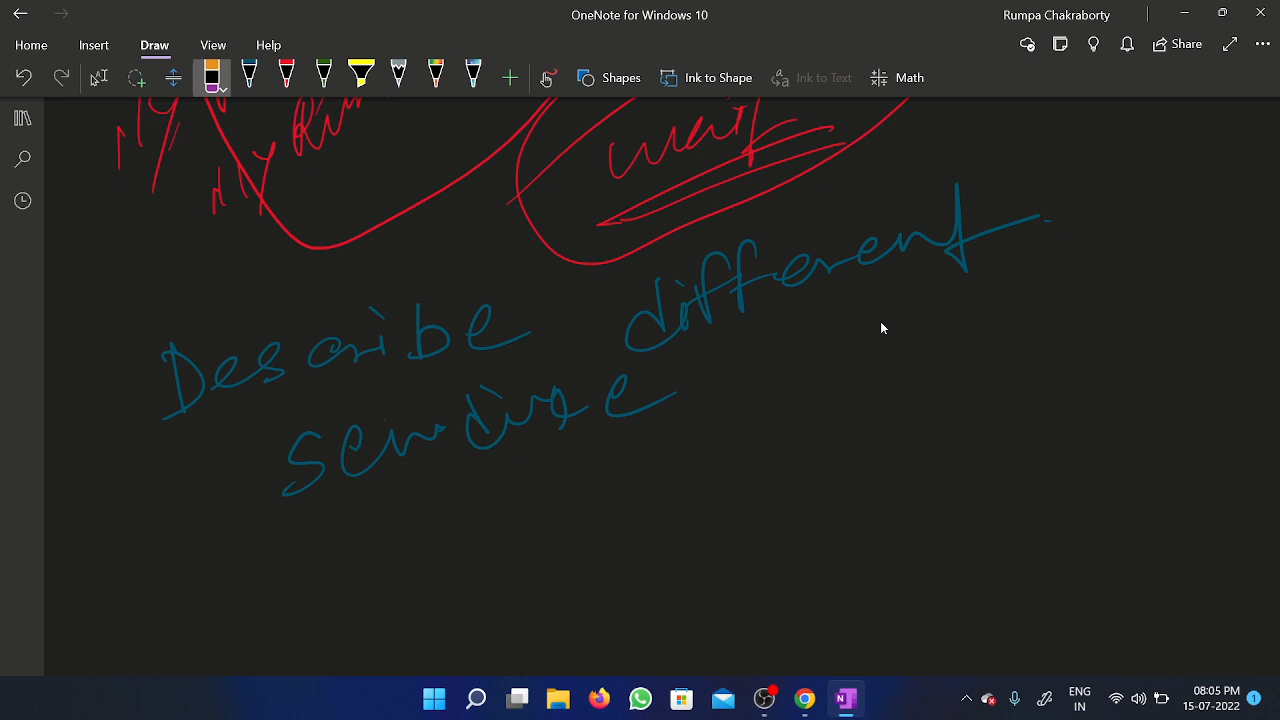 OneNote for Windows 10
Rumpa Chakraborty
Home Insert Draw View Help
Share
Shapes Ink to Shape Ink to Text Math
Describe different
ENG
IN
08:05 PM
15-07-2022
1